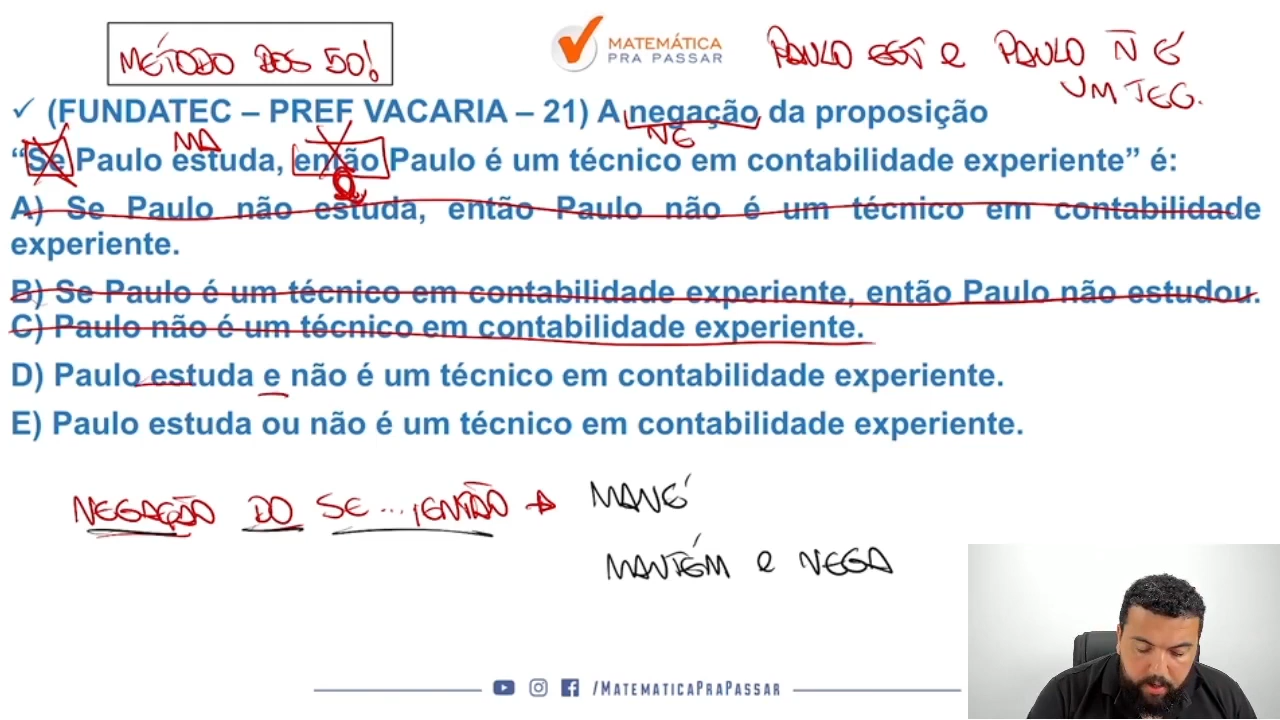 MÉTODO DOS 50!
MATEMÁTICA
PRA PASSAR
PAULO EST e PAULO Ñ É
UM TEC.
✓ (FUNDATEC – PREF VACARIA – 21) A negação da proposição
MA NE
“Se Paulo estuda, então Paulo é um técnico em contabilidade experiente” é:
e
A) Se Paulo não estuda, então Paulo não é um técnico em contabilidade
experiente.
B) Se Paulo é um técnico em contabilidade experiente, então Paulo não estudou.
C) Paulo não é um técnico em contabilidade experiente.
D) Paulo estuda e não é um técnico em contabilidade experiente.
E) Paulo estuda ou não é um técnico em contabilidade experiente.
NEGAÇÃO DO SE...,ENTÃO → MANÉ
MANTÉM e NEGA
/MATEMATICAPRAPASSAR